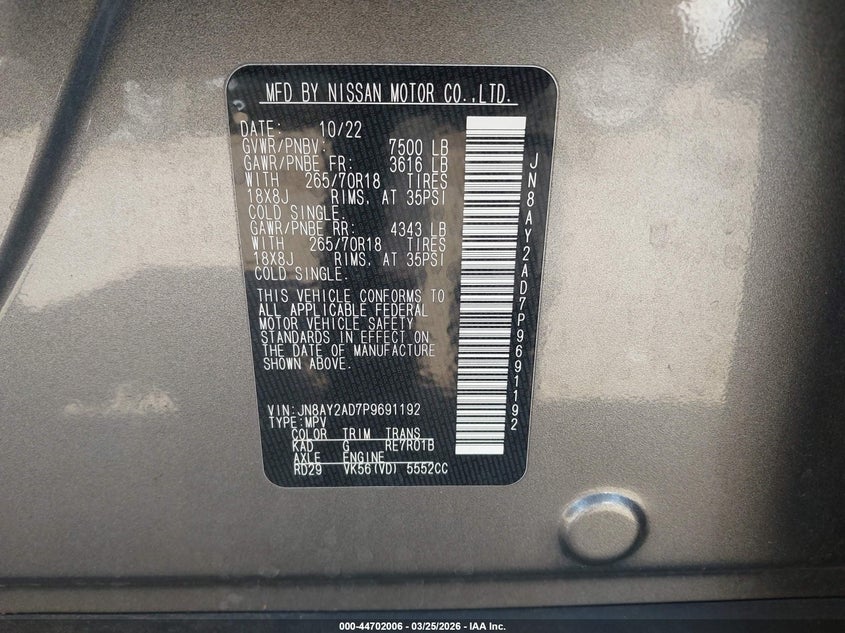 MFD BY NISSAN MOTOR CO.,LTD.
DATE: 10/22
GVWR/PNBV: 7500 LB
GAWR/PNBE FR: 3616 LB
WITH 265/70R18 TIRES
18X8J RIMS, AT 35PSI
COLD SINGLE.
GAWR/PNBE RR: 4343 LB
WITH 265/70R18 TIRES
18X8J RIMS, AT 35PSI
COLD SINGLE.
THIS VEHICLE CONFORMS TO
ALL APPLICABLE FEDERAL
MOTOR VEHICLE SAFETY
STANDARDS IN EFFECT ON
THE DATE OF MANUFACTURE
SHOWN ABOVE.
VIN:JN8AY2AD7P9691192
TYPE:MPV
COLOR TRIM TRANS
KAD G RE7R01B
AXLE ENGINE
RD29 VK56(VD) 5552CC
JN8AY2AD7P9691192
000-44702006 - 03/25/2026 - IAA Inc.